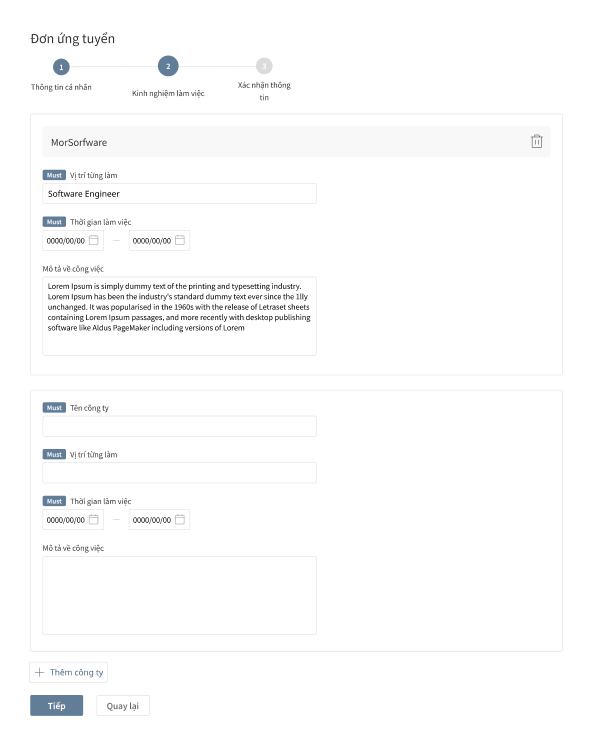 Đơn ứng tuyển
1
2
3
Thông tin cá nhân
Kinh nghiệm làm việc
Xác nhận thông
tin
MorSorfware
Must Vị trí từng làm
Software Engineer
Must Thời gian làm việc
0000/00/00 — 0000/00/00
Mô tả về công việc
Lorem Ipsum is simply dummy text of the printing and typesetting industry.
Lorem Ipsum has been the industry's standard dummy text ever since the 1lly
unchanged. It was popularised in the 1960s with the release of Letraset sheets
containing Lorem Ipsum passages, and more recently with desktop publishing
software like Aldus PageMaker including versions of Lorem
Must Tên công ty
Must Vị trí từng làm
Must Thời gian làm việc
0000/00/00 — 0000/00/00
Mô tả về công việc
+ Thêm công ty
Tiếp Quay lại